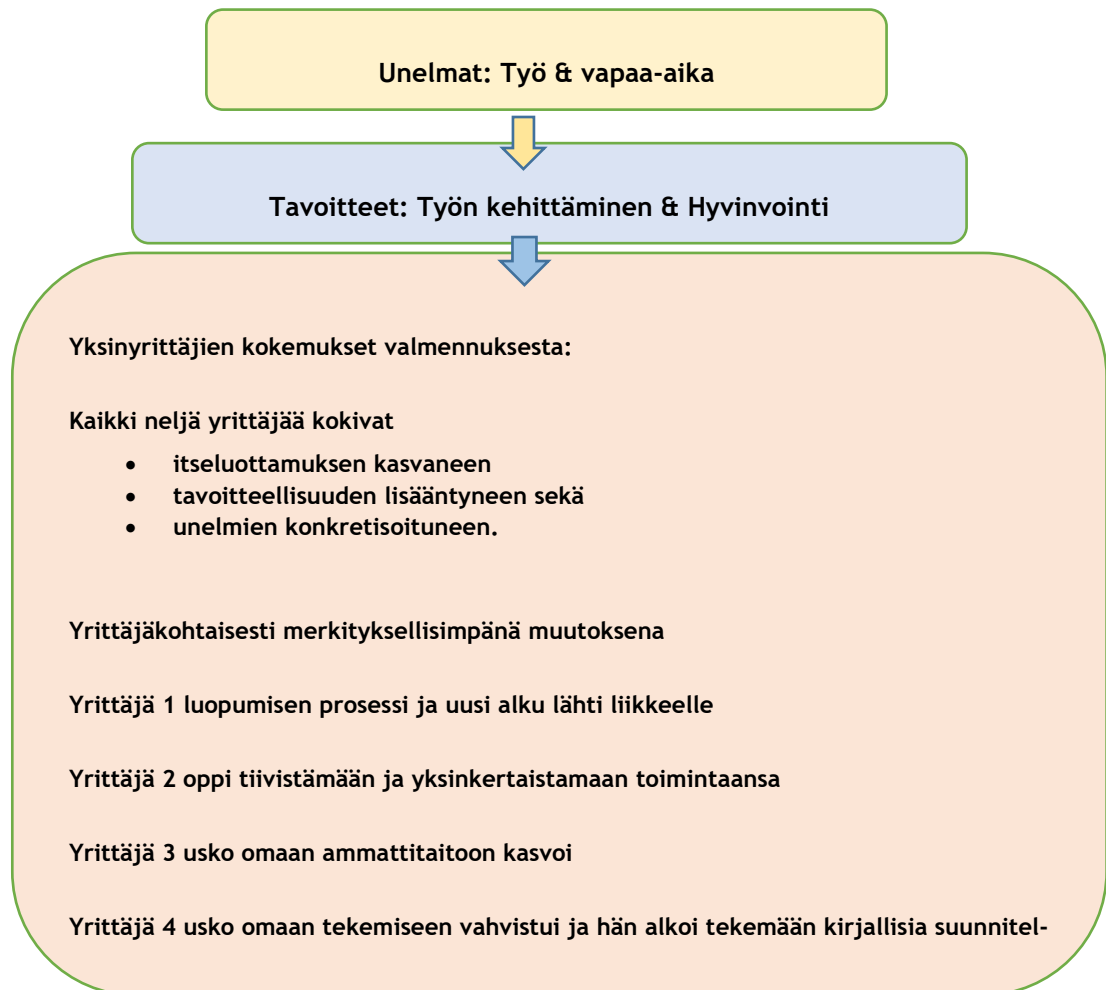 Unelmat: Työ & vapaa-aika
Tavoitteet: Työn kehittäminen & Hyvinvointi
Yksinyrittäjien kokemukset valmennuksesta:
Kaikki neljä yrittäjää kokivat
• itseluottamuksen kasvaneen
• tavoitteellisuuden lisääntyneen sekä
• unelmien konkretisoituneen.
Yrittäjäkohtaisesti merkityksellisimpänä muutoksena
Yrittäjä 1 luopumisen prosessi ja uusi alku lähti liikkeelle
Yrittäjä 2 oppi tiivistämään ja yksinkertaistamaan toimintaansa
Yrittäjä 3 usko omaan ammattitaitoon kasvoi
Yrittäjä 4 usko omaan tekemiseen vahvistui ja hän alkoi tekemään kirjallisia suunnitel-